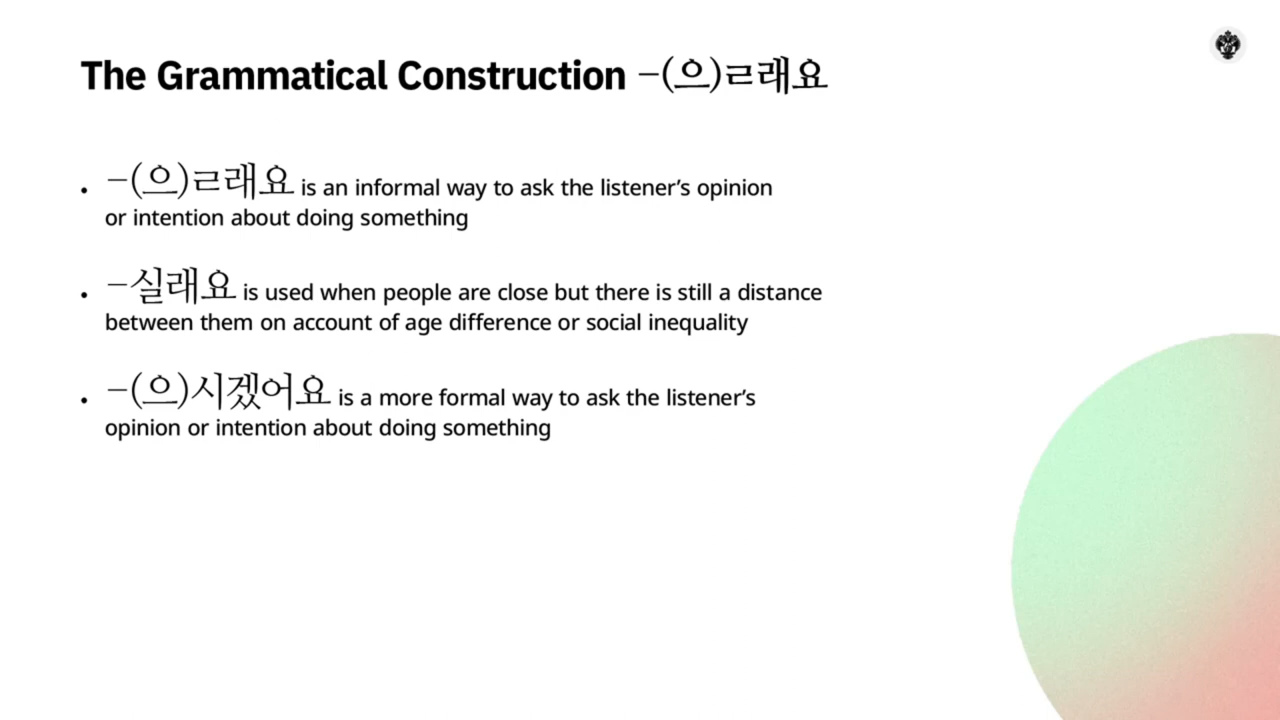 The Grammatical Construction –(으)ㄹ래요
• –(으)ㄹ래요 is an informal way to ask the listener’s opinion
or intention about doing something
• –실래요 is used when people are close but there is still a distance
between them on account of age difference or social inequality
• –(으)시겠어요 is a more formal way to ask the listener’s
opinion or intention about doing something